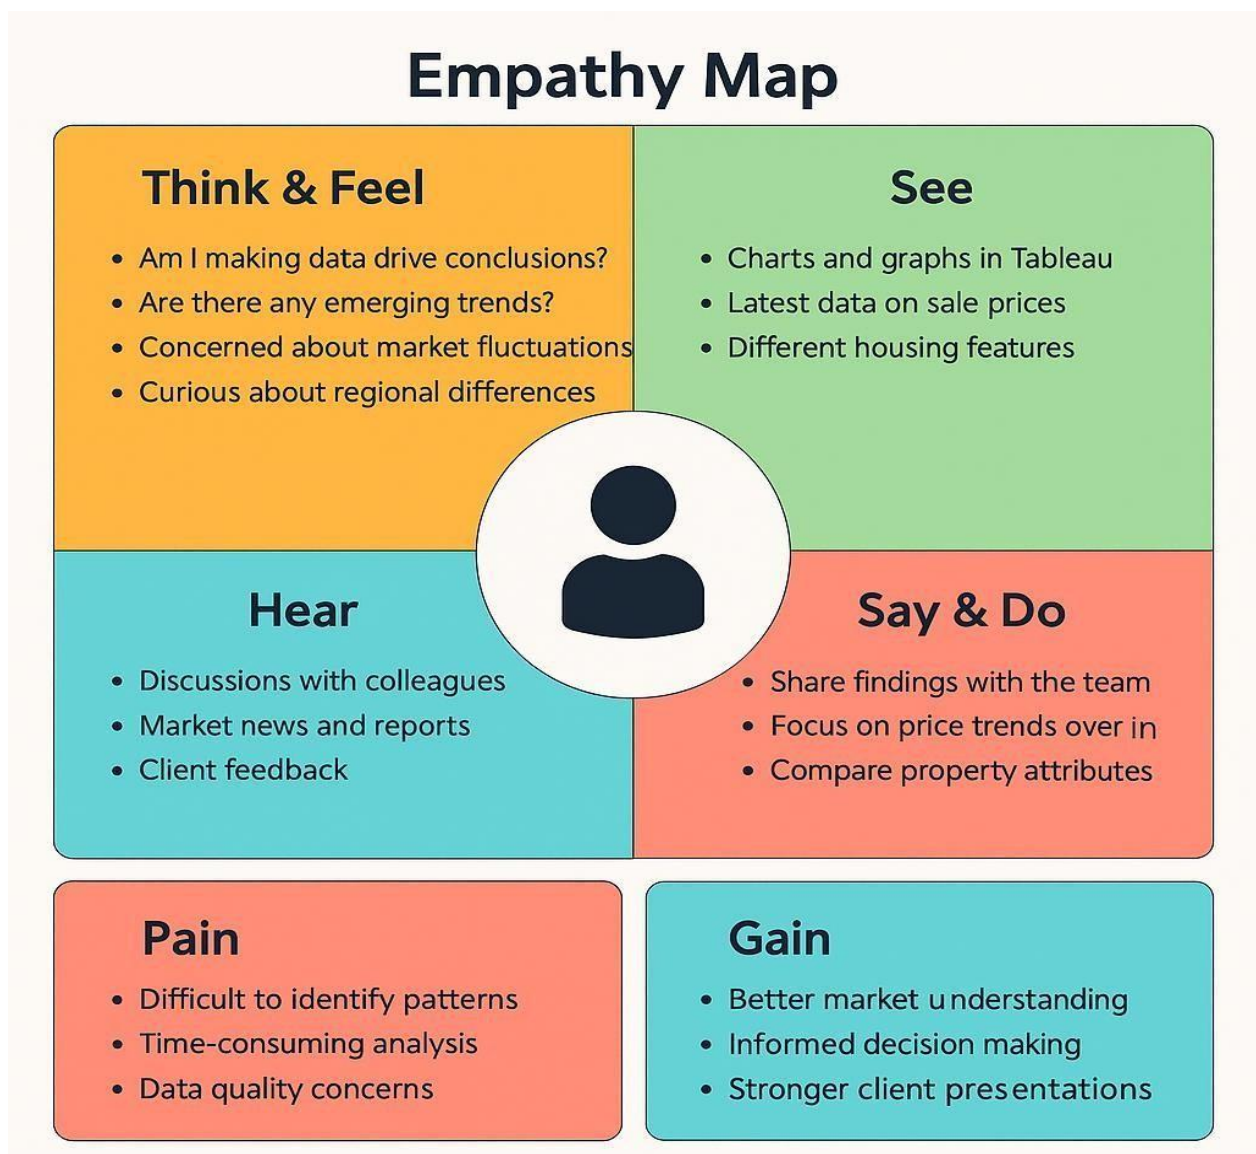 Empathy Map
Think & Feel
• Am I making data drive conclusions?
• Are there any emerging trends?
• Concerned about market fluctuations
• Curious about regional differences
See
• Charts and graphs in Tableau
• Latest data on sale prices
• Different housing features
Hear
• Discussions with colleagues
• Market news and reports
• Client feedback
Say & Do
• Share findings with the team
• Focus on price trends over in
• Compare property attributes
Pain
• Difficult to identify patterns
• Time-consuming analysis
• Data quality concerns
Gain
• Better market understanding
• Informed decision making
• Stronger client presentations